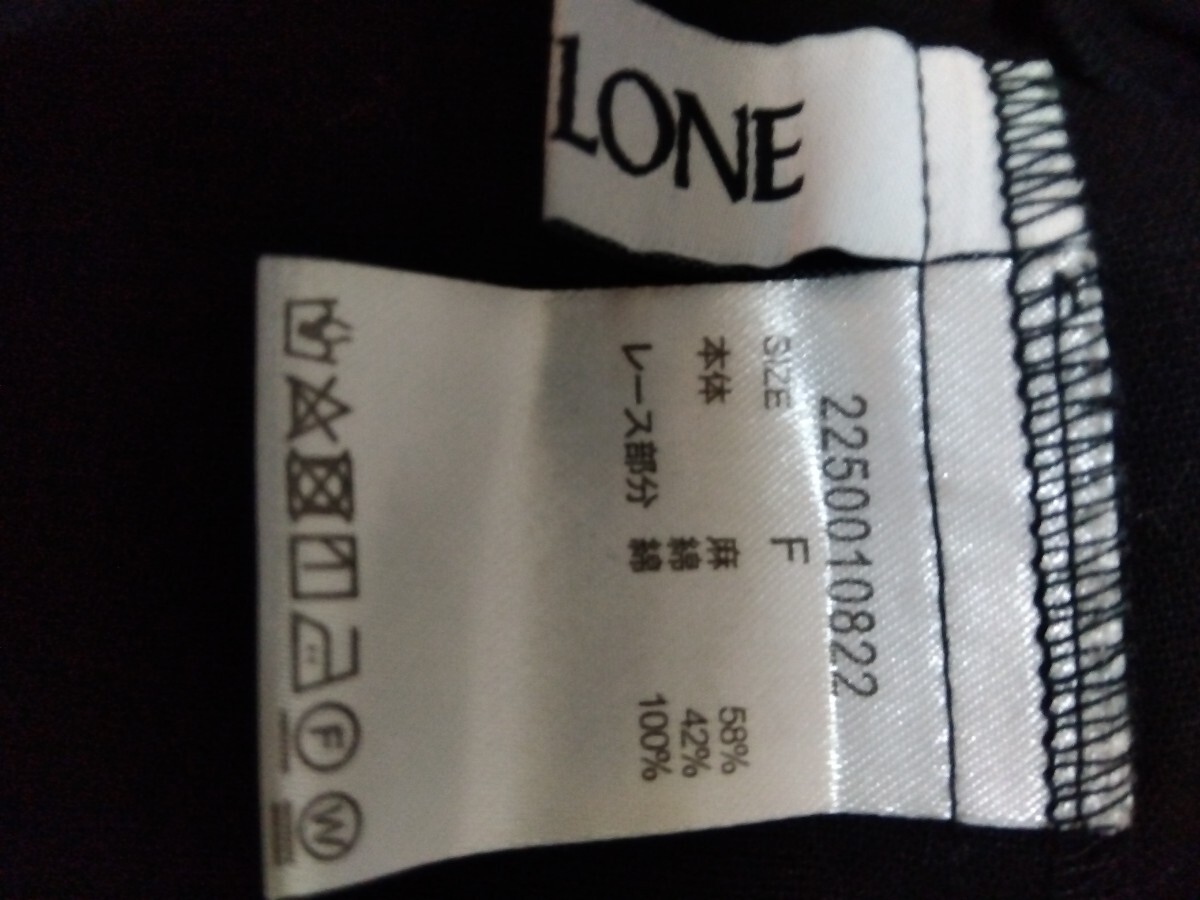 LONE
2250010822
SIZE F
本体 麻 58%
綿 42%
レース部分 綿 100%
F
W